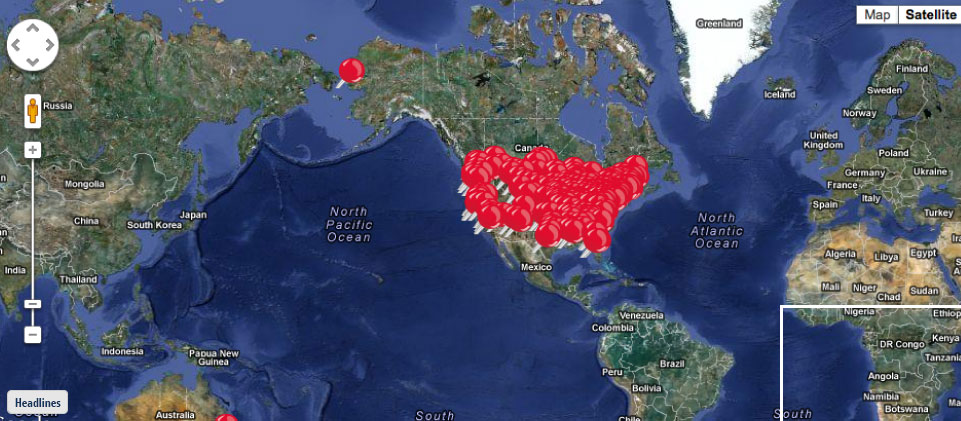 Map
Satellite
Greenland
Finland
Iceland
Sweden
Russia
Norway
Canada
United
Kingdom
Poland
Germany
Ukraine
Mongolia
France
Italy
Spain
Japan
Turkey
North
Pacific
Ocean
North
Atlantic
Ocean
China
South Korea
Algeria
Libya
Egypt
India
Mexico
Thailand
Mali
Niger
Sudan
Chad
Venezuela
Nigeria
Ethiop
Colombia
Indonesia
Papua New
Guinea
DR Congo
Kenya
Brazil
Tanzania
Peru
Angola
Bolivia
Namibia
Headlines
Botswana
Australia
South
South
Chile